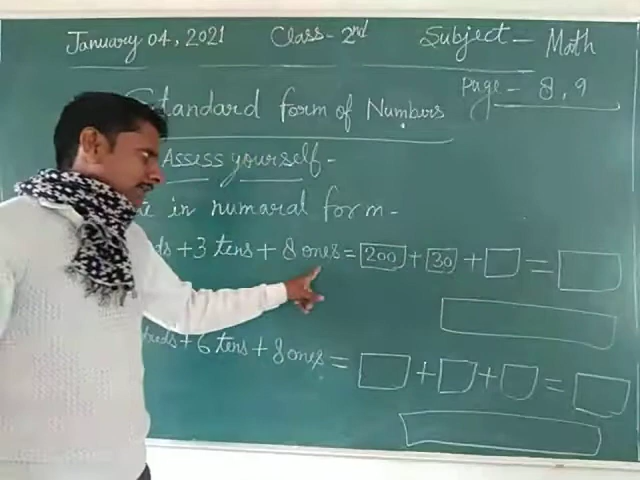 January 04, 2021 Class-2nd Subject- Math
Page- 8, 9
Standard form of Numbers
Assess yourself-
in numaral form-
+ 3 tens + 8 ones = 200 + 30 + =
+ 6 tens + 8 ones = + + =